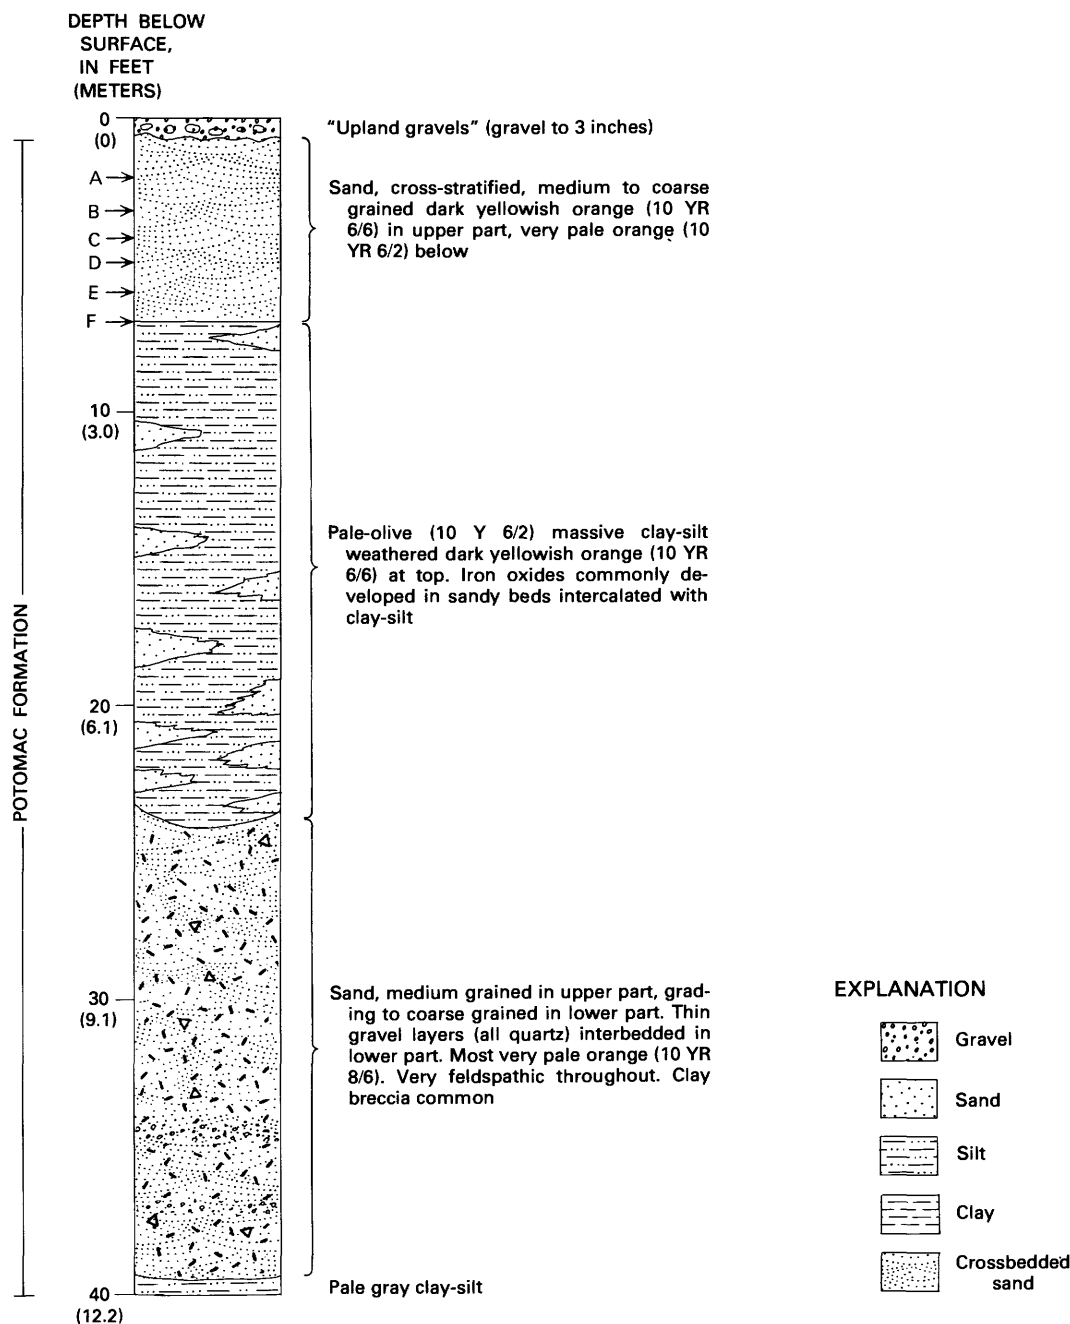 DEPTH BELOW
SURFACE,
IN FEET
(METERS)
0
(0)
"Upland gravels" (gravel to 3 inches)
A
B
C
D
E
F
Sand, cross-stratified, medium to coarse
grained dark yellowish orange (10 YR
6/6) in upper part, very pale orange (10
YR 6/2) below
10
(3.0)
Pale-olive (10 Y 6/2) massive clay-silt
weathered dark yellowish orange (10 YR
6/6) at top. Iron oxides commonly de-
veloped in sandy beds intercalated with
clay-silt
POTOMAC FORMATION
20
(6.1)
30
(9.1)
Sand, medium grained in upper part, grad-
ing to coarse grained in lower part. Thin
gravel layers (all quartz) interbedded in
lower part. Most very pale orange (10 YR
8/6). Very feldspathic throughout. Clay
breccia common
40
(12.2)
Pale gray clay-silt
EXPLANATION
Gravel
Sand
Silt
Clay
Crossbedded
sand